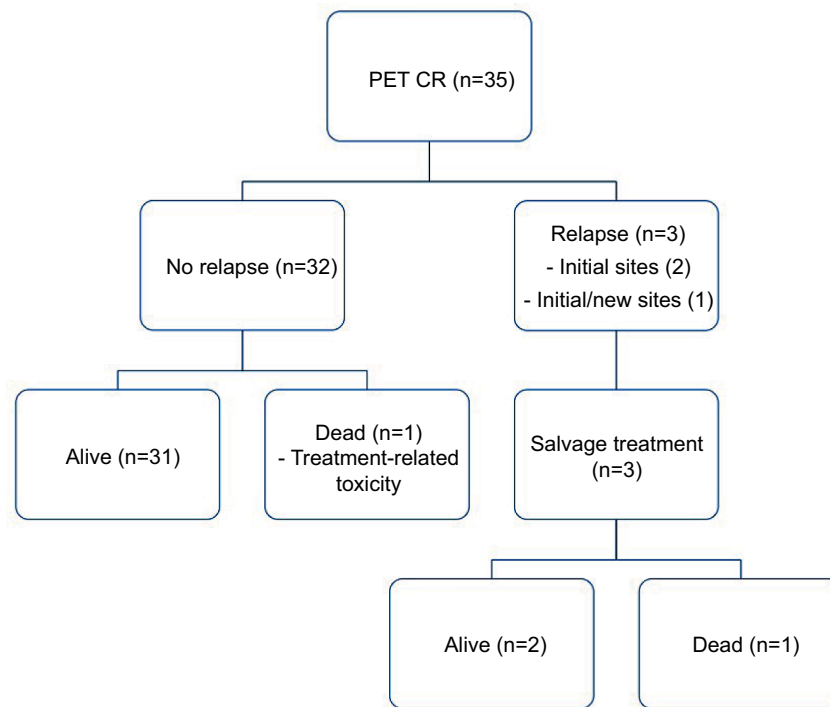 PET CR (n=35)
No relapse (n=32)
Relapse (n=3)
- Initial sites (2)
- Initial/new sites (1)
Alive (n=31)
Dead (n=1)
- Treatment-related
toxicity
Salvage treatment
(n=3)
Alive (n=2)
Dead (n=1)